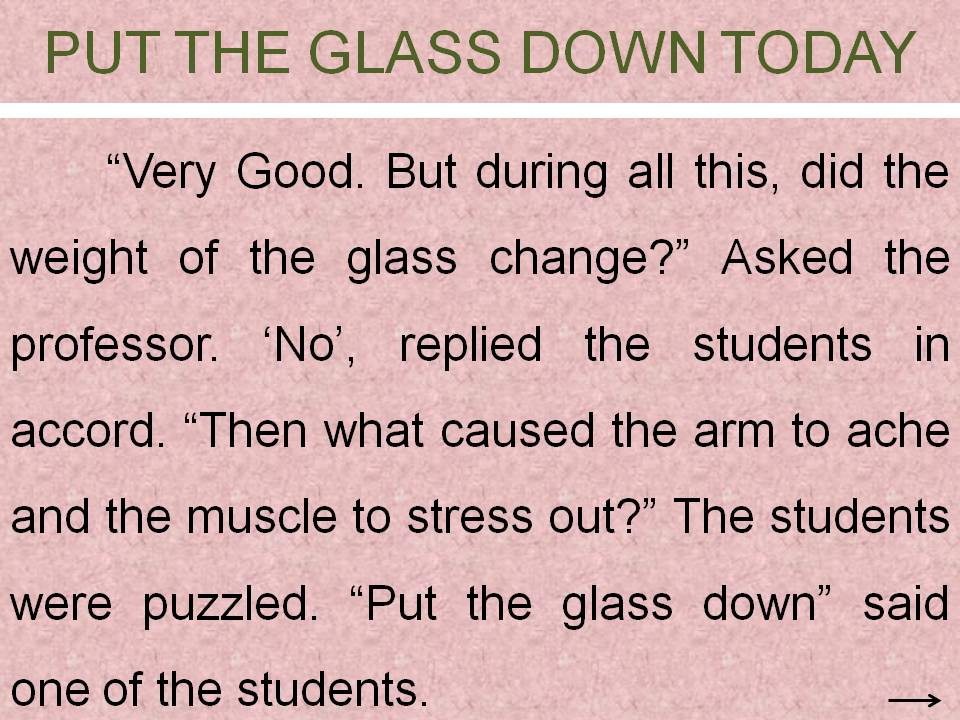 PUT THE GLASS DOWN TODAY
“Very Good. But during all this, did the
weight of the glass change?” Asked the
professor. ‘No’, replied the students in
accord. “Then what caused the arm to ache
and the muscle to stress out?” The students
were puzzled. “Put the glass down” said
one of the students.